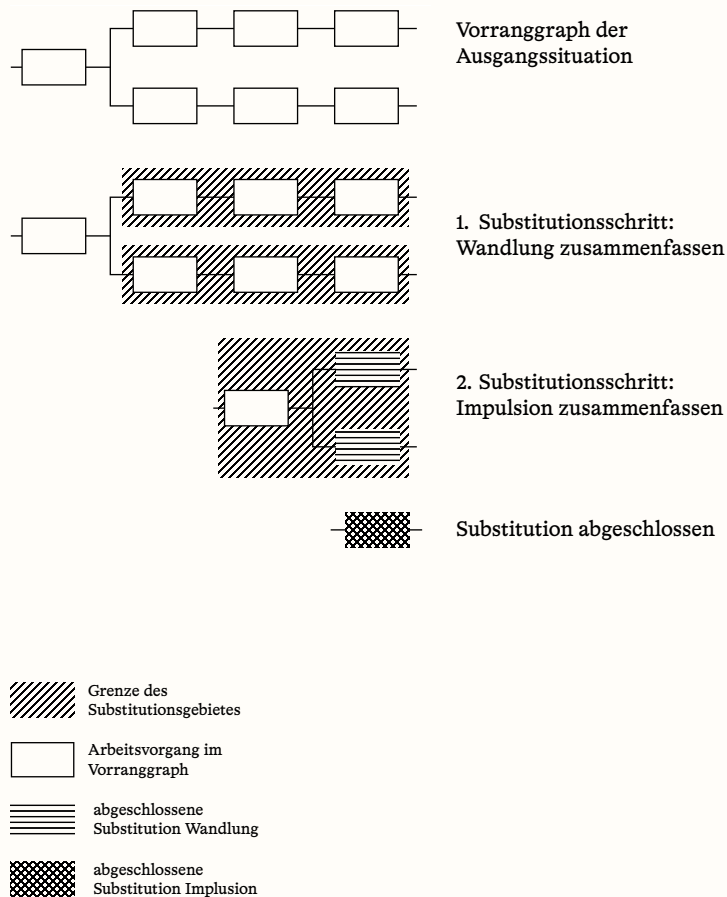 Vorranggraph der
Ausgangssituation
1. Substitutionsschritt:
Wandlung zusammenfassen
2. Substitutionsschritt:
Impulsion zusammenfassen
Substitution abgeschlossen
Grenze des
Substitutionsgebietes
Arbeitsvorgang im
Vorranggraph
abgeschlossene
Substitution Wandlung
abgeschlossene
Substitution Implusion